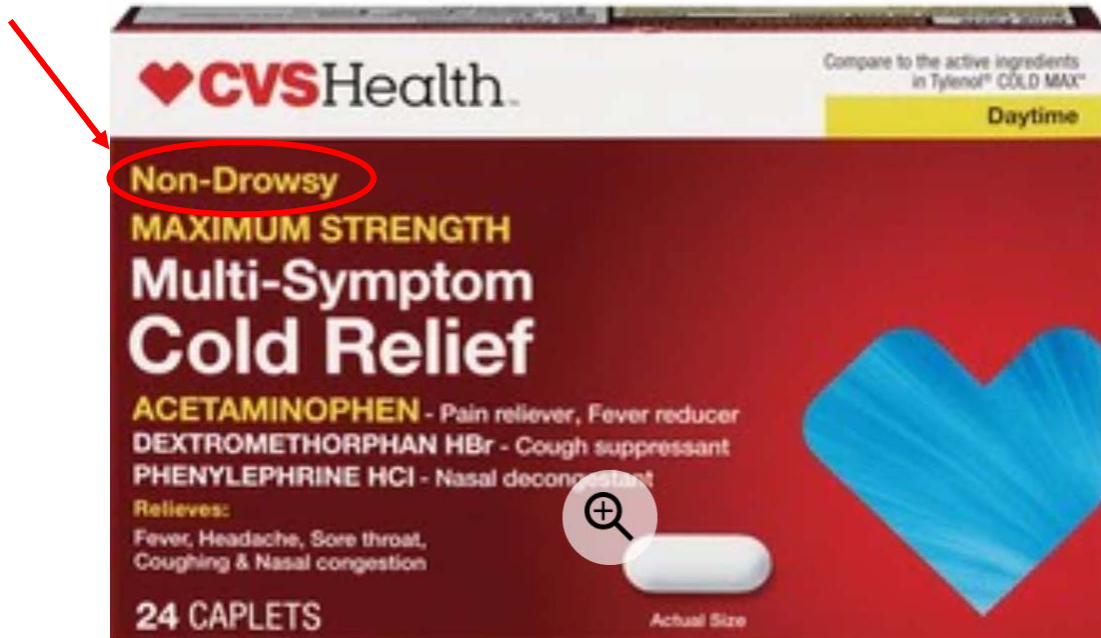 CVSHealth
Compare to the active ingredients
in Tylenol® COLD MAX*
Daytime
Non-Drowsy
MAXIMUM STRENGTH
Multi-Symptom
Cold Relief
ACETAMINOPHEN - Pain reliever, Fever reducer
DEXTROMETHORPHAN HBr - Cough suppressant
PHENYLEPHRINE HCl - Nasal decongestant
Relieves:
Fever, Headache, Sore throat,
Coughing & Nasal congestion
24 CAPLETS
Actual Size